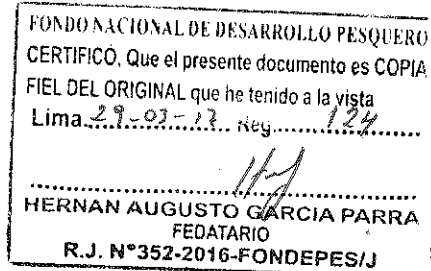 FONDO NACIONAL DE DESARROLLO PESQUERO
CERTIFICO, Que el presente documento es COPIA
FIEL DEL ORIGINAL que he tenido a la vista
Lima. 29-03-17. Reg. 124
HERNAN AUGUSTO GARCIA PARRA
FEDATARIO
R.J. N°352-2016-FONDEPES/J